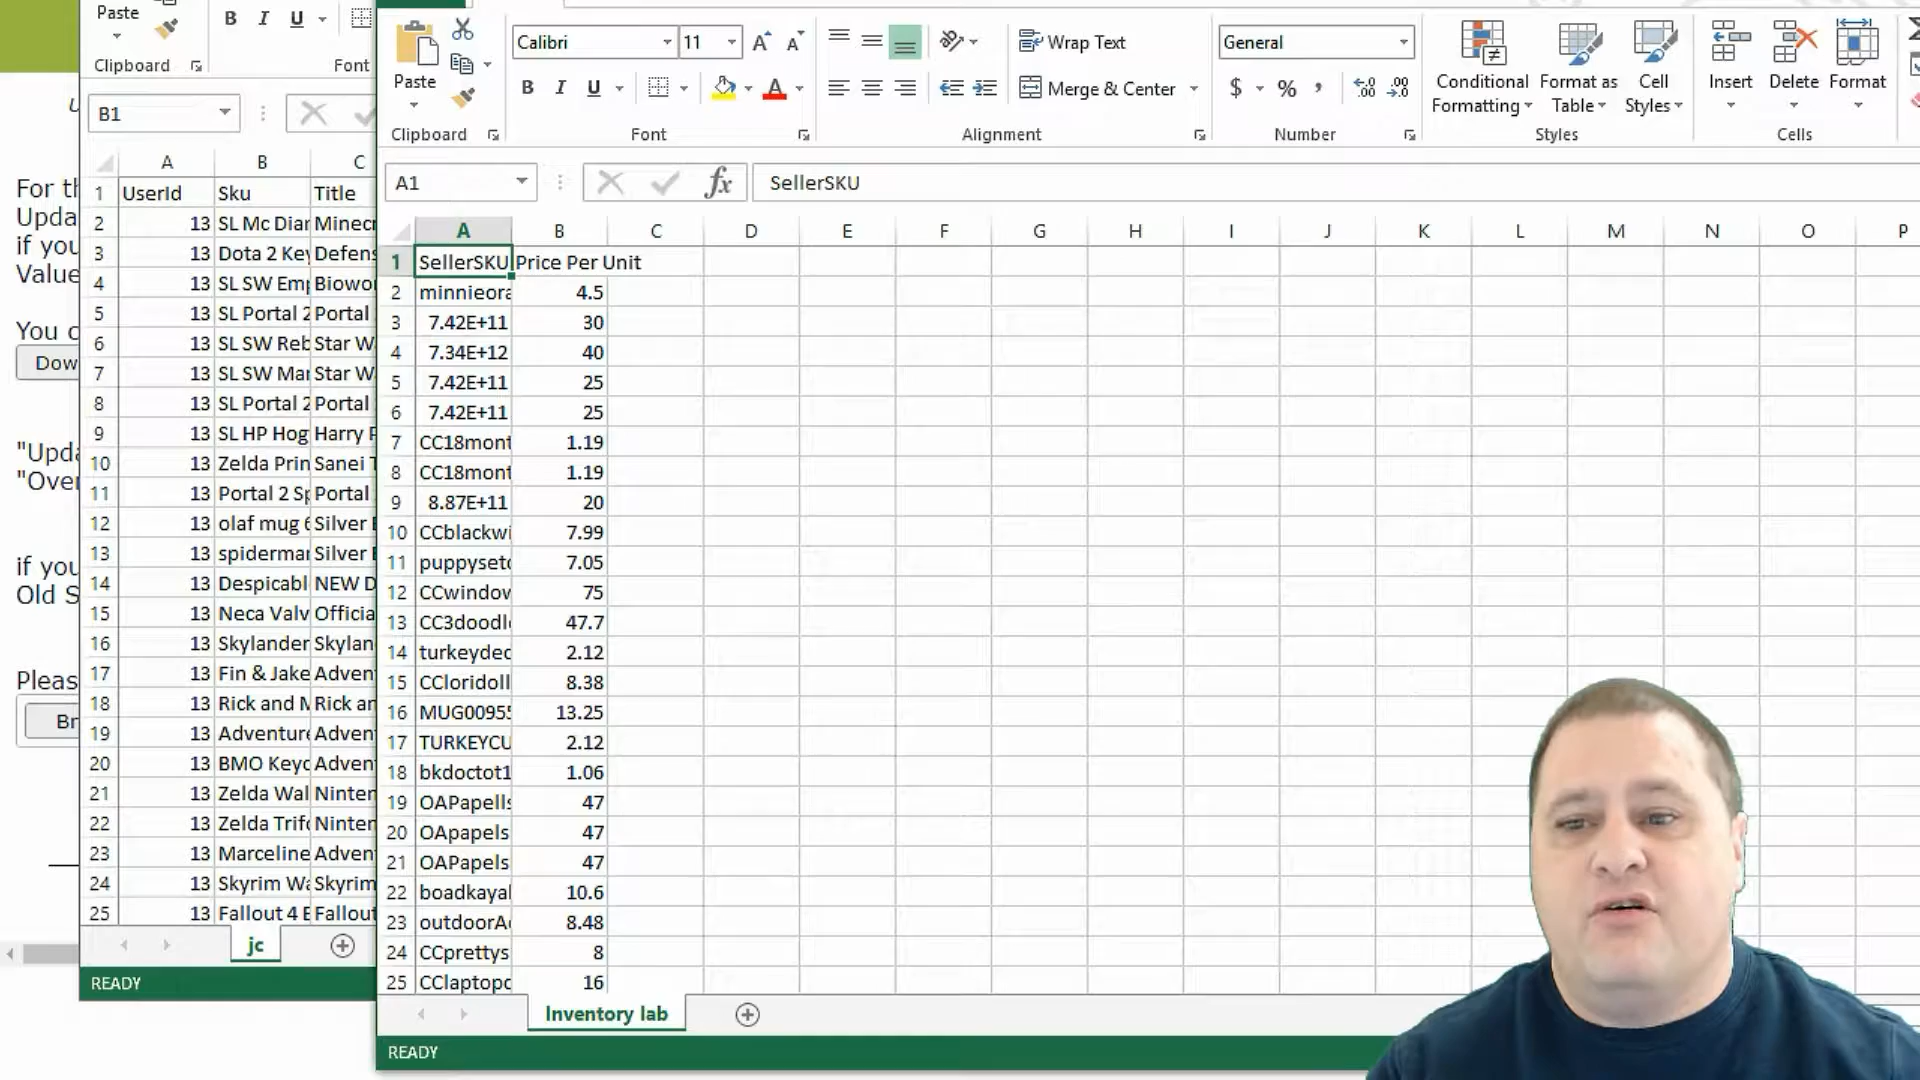 Paste
B I U
Clipboard
Font
B1
A B C
1 UserId Sku Title
2 13 SL Mc Diar Minecr
3 13 Dota 2 Key Defens
4 13 SL SW Emp Biowor
5 13 SL Portal 2 Portal
6 13 SL SW Reb Star W
7 13 SL SW Mar Star W
8 13 SL Portal 2 Portal
9 13 SL HP Hog Harry P
10 13 Zelda Prin Sanei T
11 13 Portal 2 Sp Portal
12 13 olaf mug 6 Silver B
13 13 spiderman Silver B
14 13 Despicabl NEW D
15 13 Neca Valv Officia
16 13 Skylander Skylan
17 13 Fin & Jake Adven
18 13 Rick and M Rick an
19 13 Adventure Adven
20 13 BMO Keyc Adven
21 13 Zelda Wal Ninten
22 13 Zelda Trifo Ninten
23 13 Marceline Adven
24 13 Skyrim Wa Skyrim
25 13 Fallout 4 B Fallout
jc
READY
For th
Upda
if you
Value
You c
Dow
"Upda
"Over
if you
Old S
Pleas
Br
Paste
Clipboard
Calibri 11
B I U
Font
Wrap Text
Merge & Center
Alignment
General
$ % ,
Number
Conditional Formatting
Format as Table
Cell Styles
Styles
Insert Delete Format
Cells
A1 fx SellerSKU
A B C D E F G H I J K L M N O P
1 SellerSKU Price Per Unit
2 minnieora 4.5
3 7.42E+11 30
4 7.34E+12 40
5 7.42E+11 25
6 7.42E+11 25
7 CC18mont 1.19
8 CC18mont 1.19
9 8.87E+11 20
10 CCblackwi 7.99
11 puppyseto 7.05
12 CCwindow 75
13 CC3doodle 47.7
14 turkeydec 2.12
15 CCloridoll 8.38
16 MUG00955 13.25
17 TURKEYCU 2.12
18 bkdoctot1 1.06
19 OAPapells 47
20 OApapels 47
21 OAPapels 47
22 boadkayal 10.6
23 outdoorAc 8.48
24 CCprettys 8
25 CClaptopc 16
Inventory lab
READY